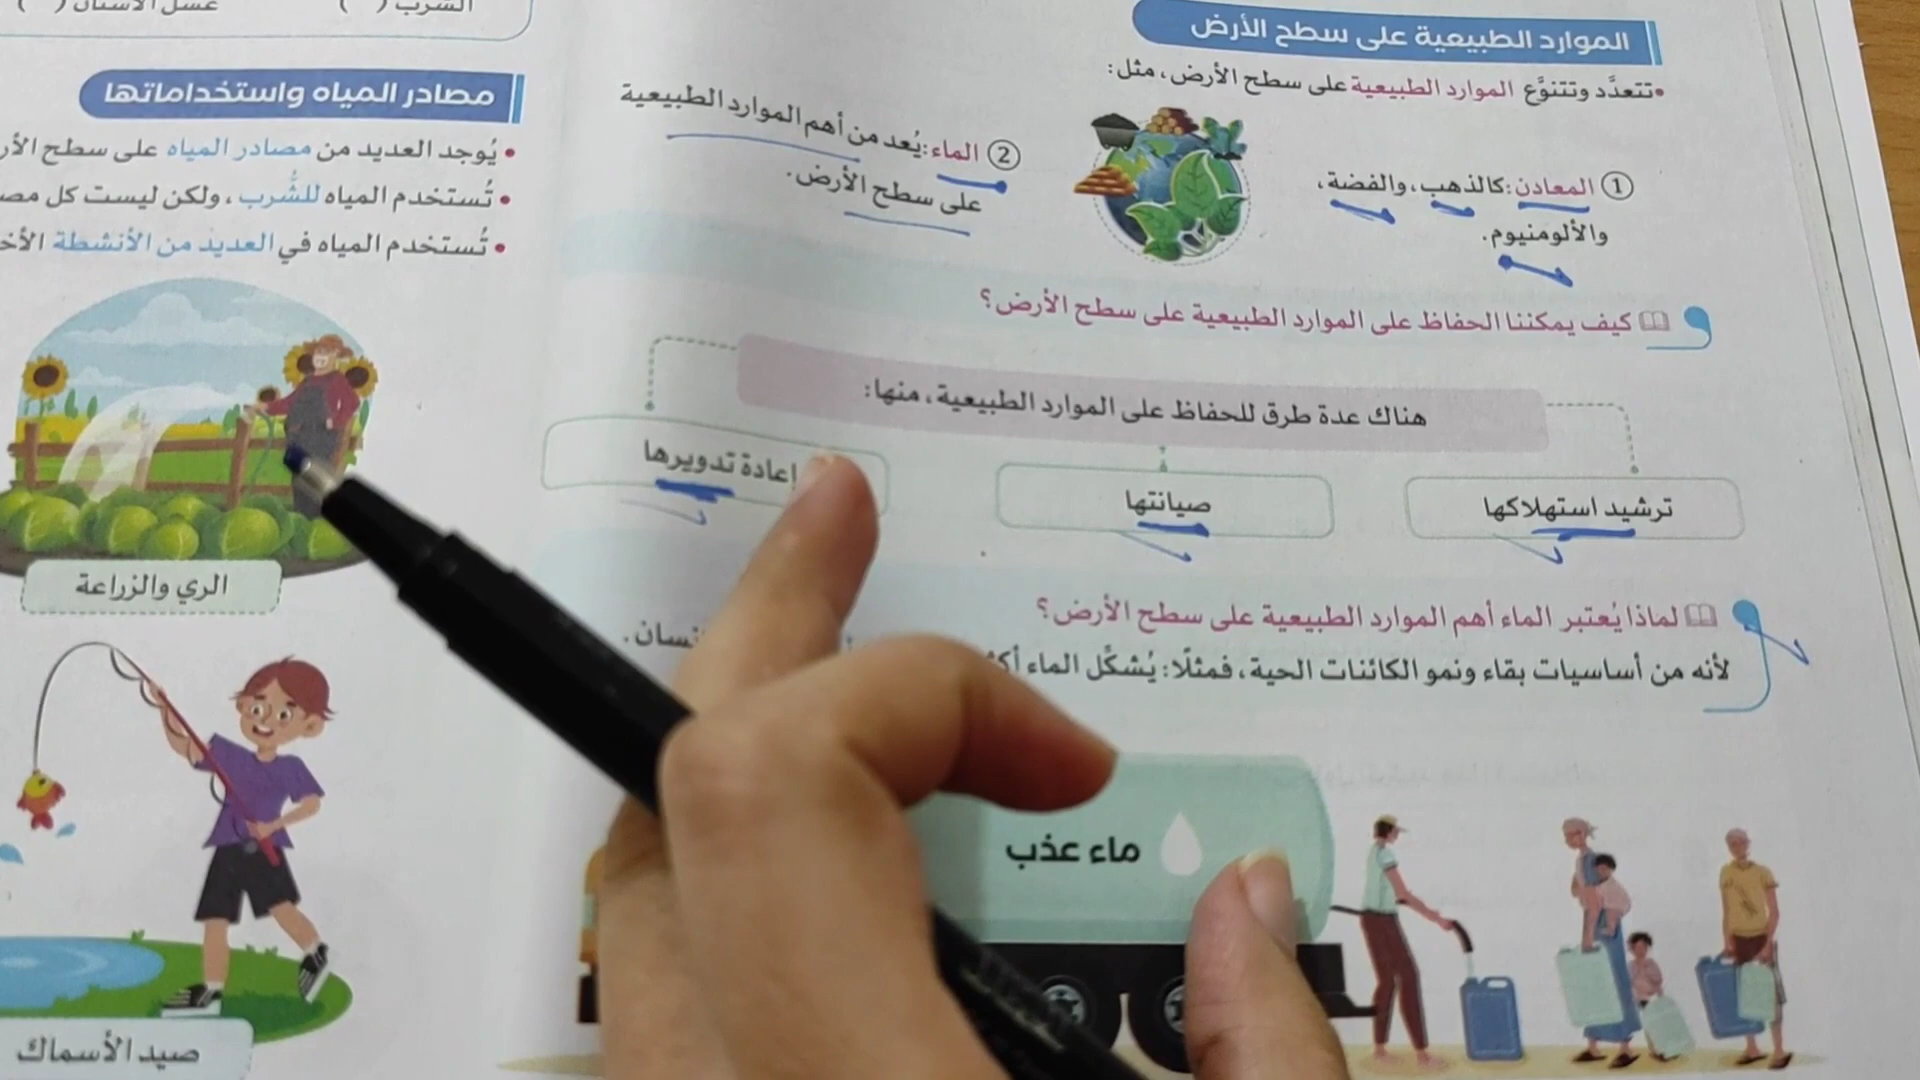 الموارد الطبيعية على سطح الأرض
•تتعدَّد وتتنوَّع الموارد الطبيعية على سطح الأرض، مثل:
① المعادن: كالذهب، والفضة،
والألومنيوم.
② الماء: يُعد من أهم الموارد الطبيعية
على سطح الأرض.
كيف يمكننا الحفاظ على الموارد الطبيعية على سطح الأرض؟
هناك عدة طرق للحفاظ على الموارد الطبيعية، منها:
ترشيد استهلاكها
صيانتها
إعادة تدويرها
لماذا يُعتبر الماء أهم الموارد الطبيعية على سطح الأرض؟
لأنه من أساسيات بقاء ونمو الكائنات الحية، فمثلًا: يُشكِّل الماء
ماء عذب
الشرب ( ) غسل الأسنان ( )
مصادر المياه واستخداماتها
• يُوجد العديد من مصادر المياه على سطح
• تُستخدم المياه للشُّرب، ولكن ليست كل
• تُستخدم المياه في العديد من الأنشطة
الري والزراعة
صيد الأسماك